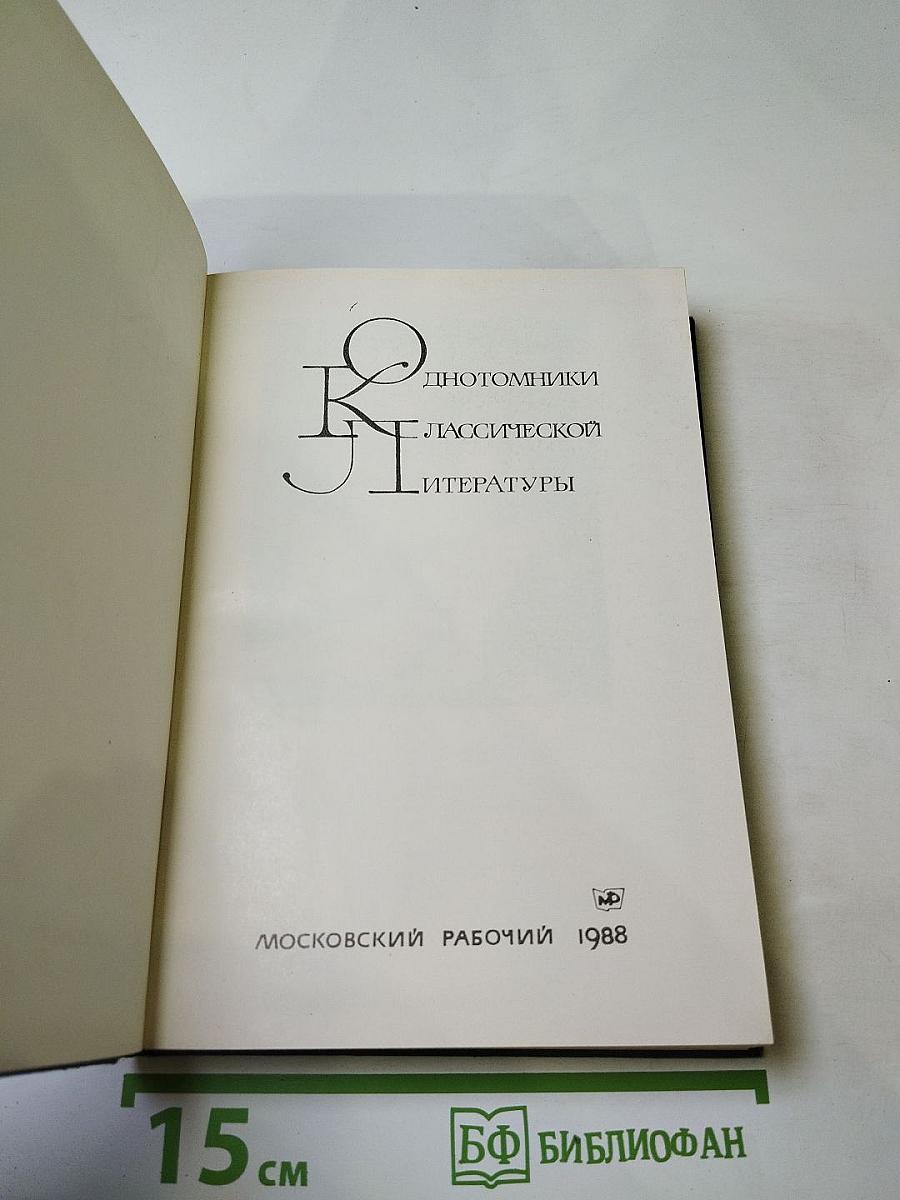 Однотомники
Классической
Литературы
МР
МОСКОВСКИЙ РАБОЧИЙ 1988
15 см
БФ БИБЛИОФАН